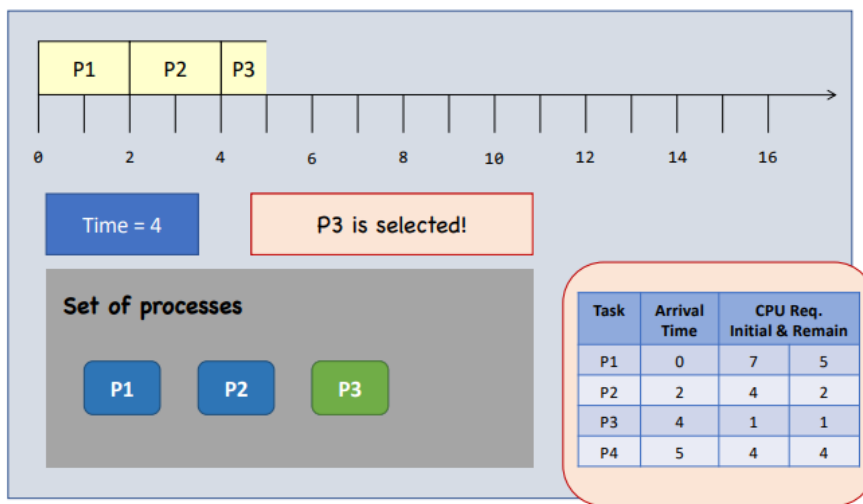 P1 P2 P3
0 2 4 6 8 10 12 14 16
Time = 4
P3 is selected!
Set of processes
P1 P2 P3
Task Arrival Time CPU Req. Initial & Remain
P1 0 7 5
P2 2 4 2
P3 4 1 1
P4 5 4 4